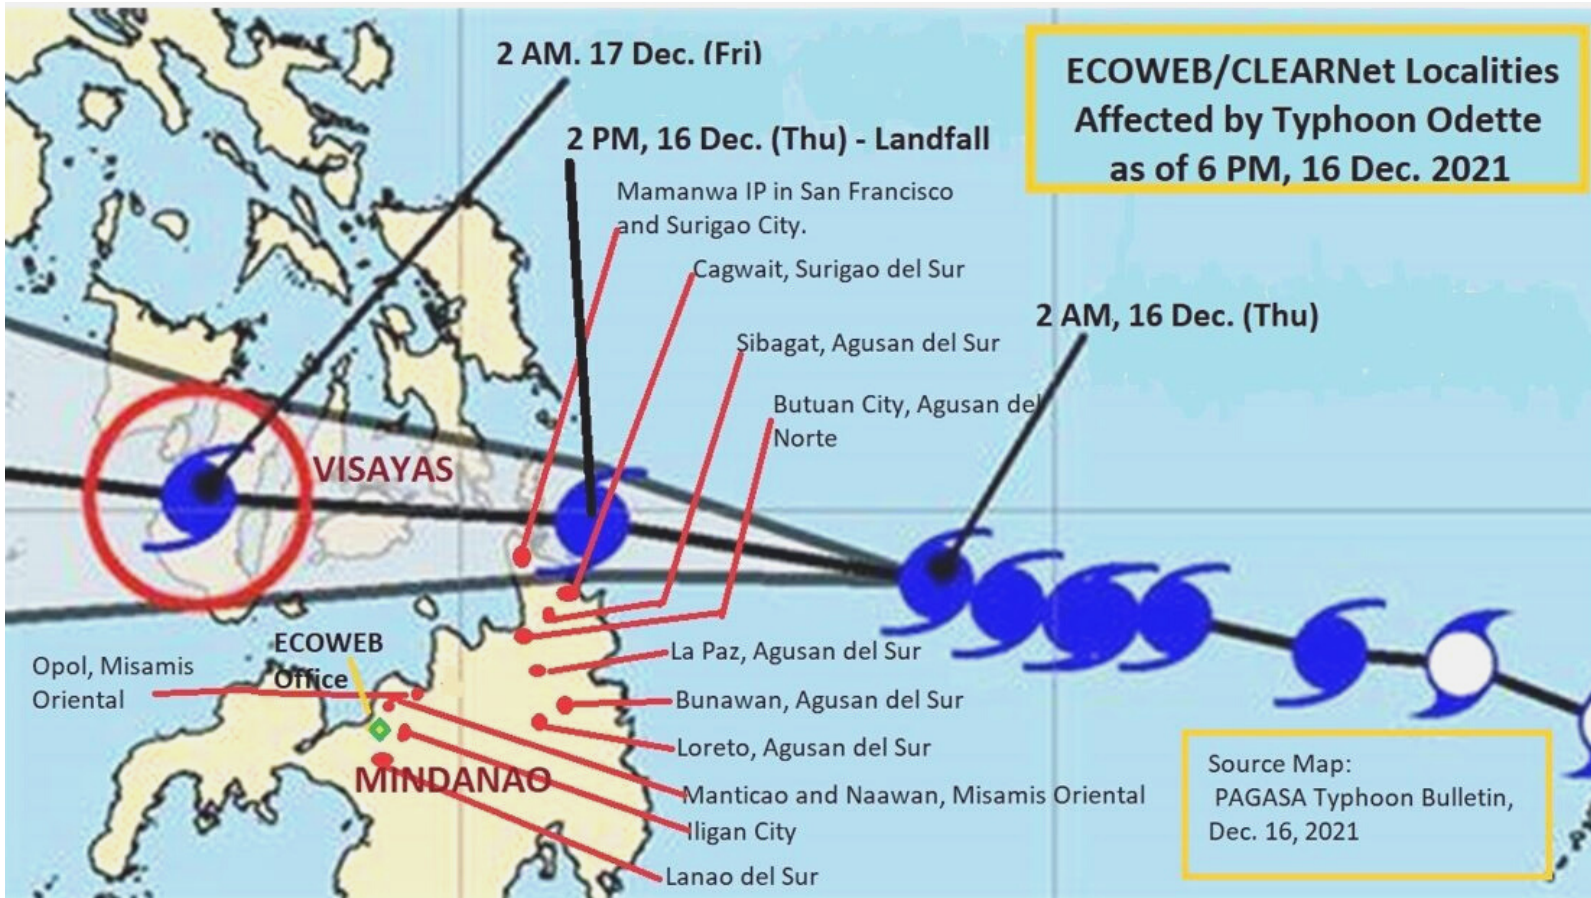 2 AM. 17 Dec. (Fri)
ECOWEB/CLEARNet Localities
Affected by Typhoon Odette
as of 6 PM, 16 Dec. 2021
2 PM, 16 Dec. (Thu) - Landfall
Mamanwa IP in San Francisco
and Surigao City.
Cagwait, Surigao del Sur
2 AM, 16 Dec. (Thu)
Sibagat, Agusan del Sur
Butuan City, Agusan del
Norte
VISAYAS
ECOWEB
Office
Opol, Misamis
Oriental
La Paz, Agusan del Sur
Bunawan, Agusan del Sur
Loreto, Agusan del Sur
MINDANAO
Manticao and Naawan, Misamis Oriental
Iligan City
Lanao del Sur
Source Map:
PAGASA Typhoon Bulletin,
Dec. 16, 2021